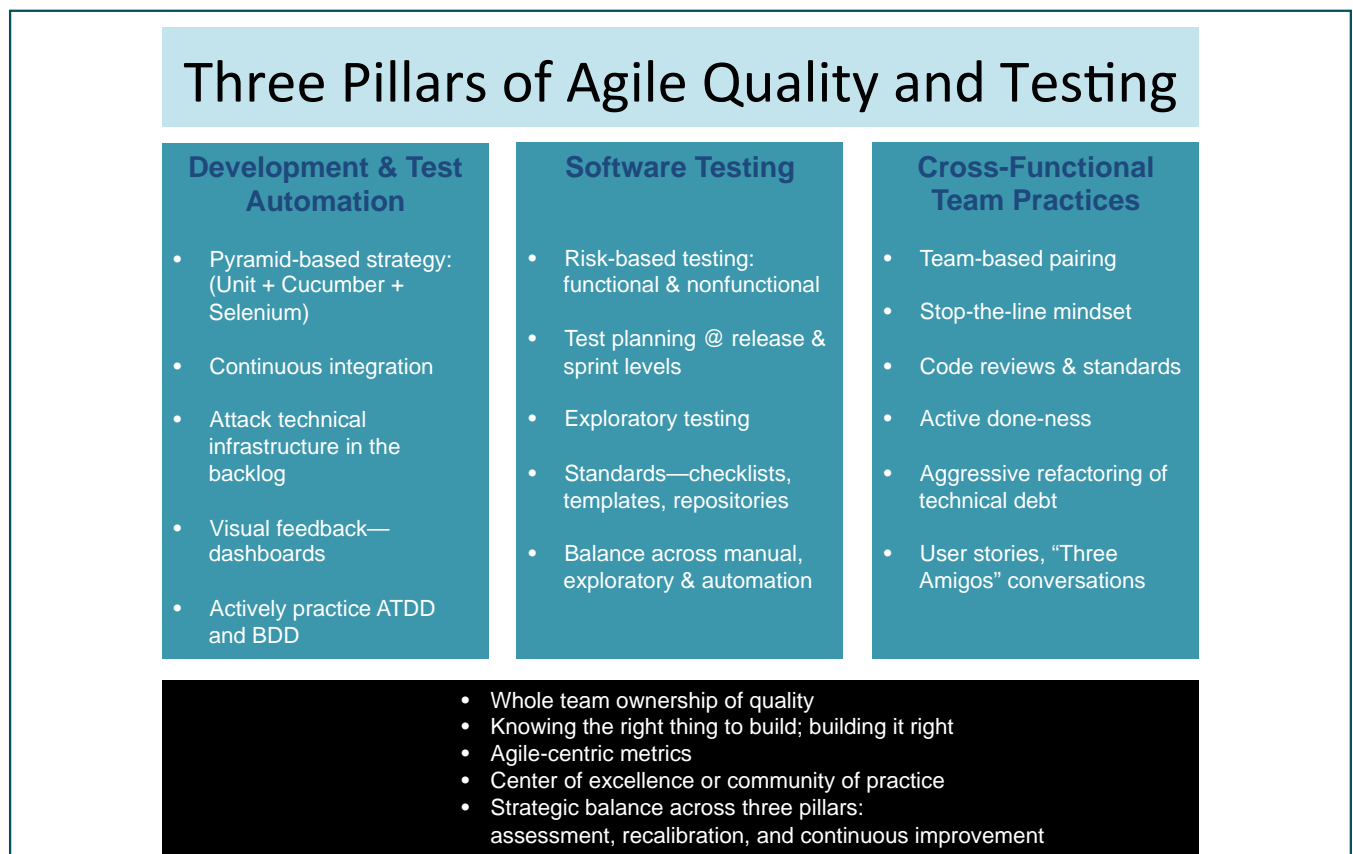 Three Pillars of Agile Quality and Testing
Development & Test
Automation
• Pyramid-based strategy:
(Unit + Cucumber +
Selenium)
• Continuous integration
• Attack technical
infrastructure in the
backlog
• Visual feedback—
dashboards
• Actively practice ATDD
and BDD
Software Testing
• Risk-based testing:
functional & nonfunctional
• Test planning @ release &
sprint levels
• Exploratory testing
• Standards—checklists,
templates, repositories
• Balance across manual,
exploratory & automation
Cross-Functional
Team Practices
• Team-based pairing
• Stop-the-line mindset
• Code reviews & standards
• Active done-ness
• Aggressive refactoring of
technical debt
• User stories, “Three
Amigos” conversations
• Whole team ownership of quality
• Knowing the right thing to build; building it right
• Agile-centric metrics
• Center of excellence or community of practice
• Strategic balance across three pillars:
assessment, recalibration, and continuous improvement